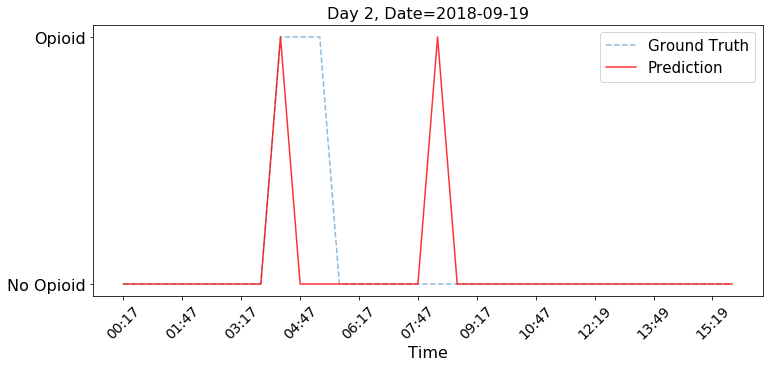 Day 2, Date=2018-09-19
Opioid
No Opioid
Ground Truth
Prediction
00:17
01:47
03:17
04:47
06:17
07:47
09:17
10:47
12:19
13:49
15:19
Time